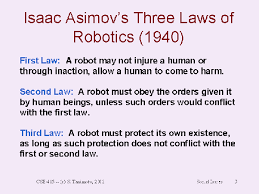 Isaac Asimov's Three Laws of
Robotics (1940)
First Law: A robot may not injure a human or
through inaction, allow a human to come to harm.
Second Law: A robot must obey the orders given it
by human beings, unless such orders would conflict
with the first law.
Third Law: A robot must protect its own existence,
as long as such protection does not conflict with the
first or second law.
Tanimoto,